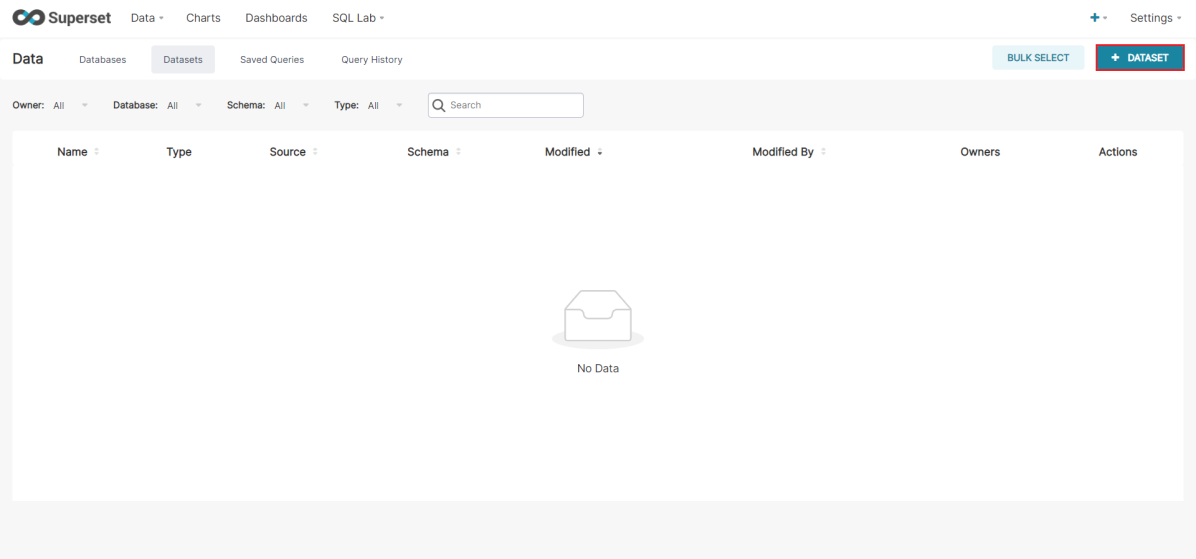 Superset Data Charts Dashboards SQL Lab + Settings
Data Databases Datasets Saved Queries Query History BULK SELECT + DATASET
Owner: All Database: All Schema: All Type: All Search
Name Type Source Schema Modified Modified By Owners Actions
No Data